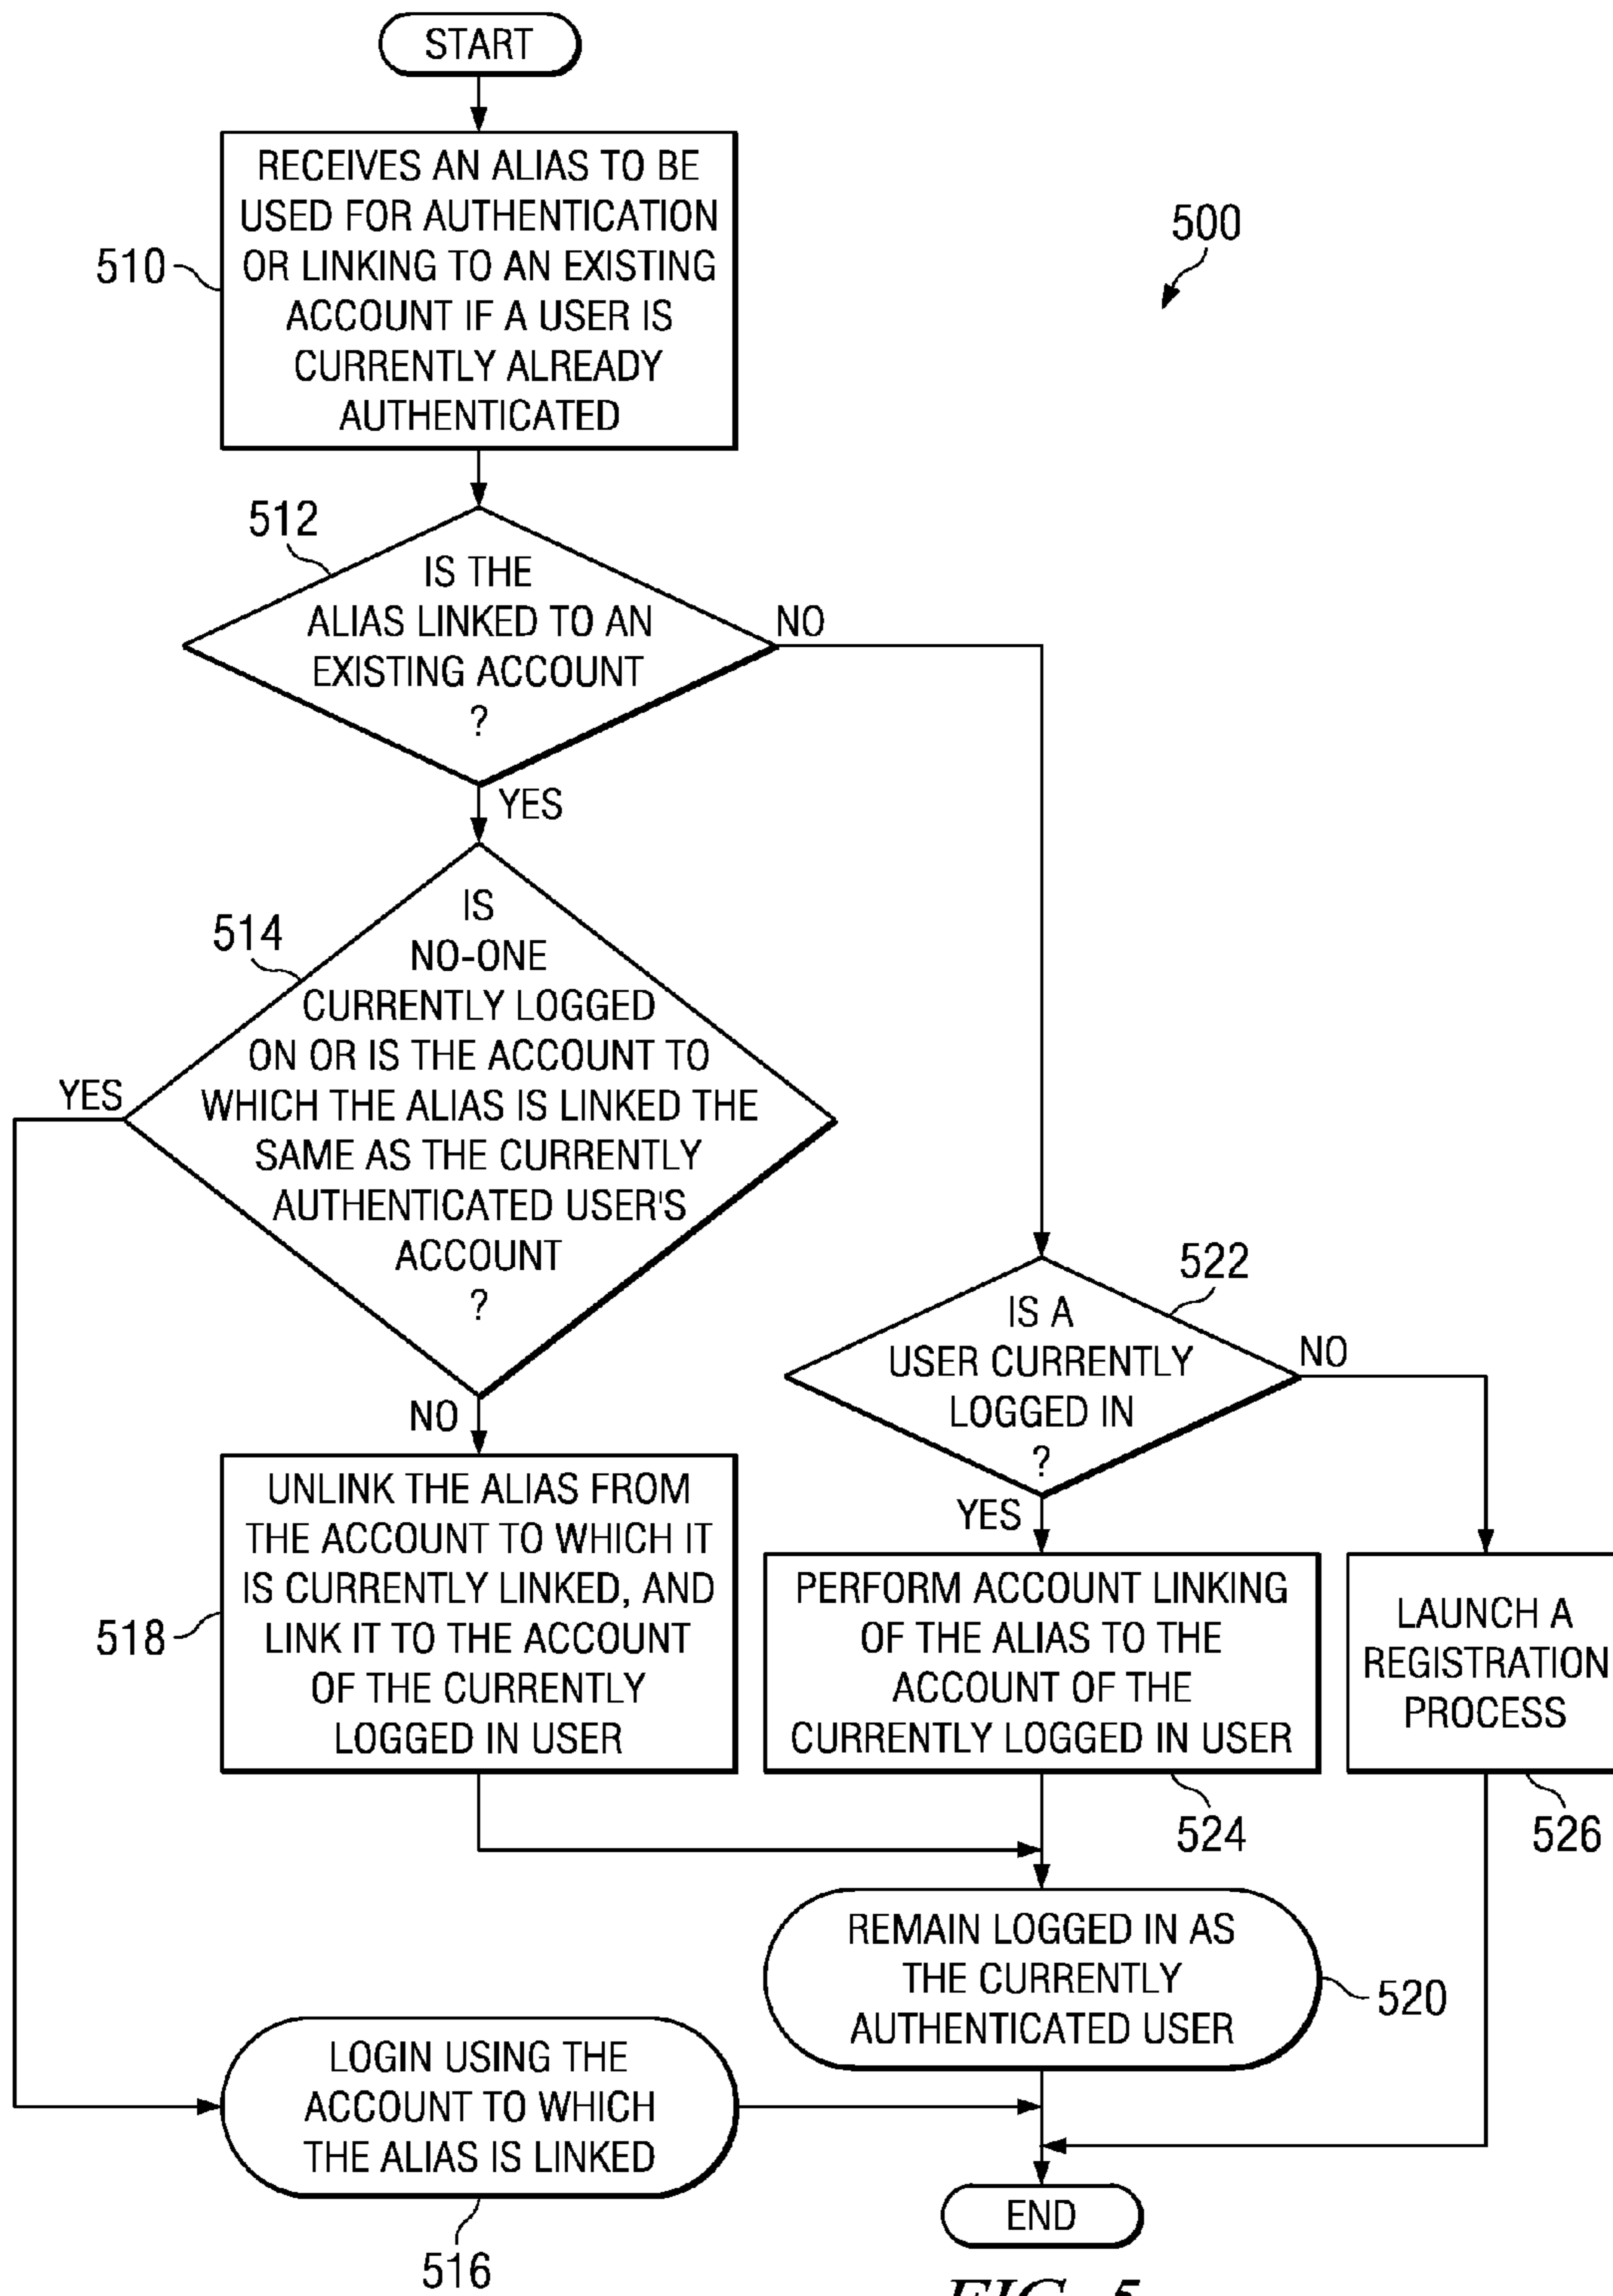 START
RECEIVES AN ALIAS TO BE
USED FOR AUTHENTICATION
OR LINKING TO AN EXISTING
ACCOUNT IF A USER IS
CURRENTLY ALREADY
AUTHENTICATED
510
500
512
IS THE
ALIAS LINKED TO AN
EXISTING ACCOUNT
?
NO
YES
514
IS
NO-ONE
CURRENTLY LOGGED
ON OR IS THE ACCOUNT TO
WHICH THE ALIAS IS LINKED THE
SAME AS THE CURRENTLY
AUTHENTICATED USER'S
ACCOUNT
?
YES
NO
522
IS A
USER CURRENTLY
LOGGED IN
?
NO
YES
UNLINK THE ALIAS FROM
THE ACCOUNT TO WHICH IT
IS CURRENTLY LINKED, AND
LINK IT TO THE ACCOUNT
OF THE CURRENTLY
LOGGED IN USER
518
PERFORM ACCOUNT LINKING
OF THE ALIAS TO THE
ACCOUNT OF THE
CURRENTLY LOGGED IN USER
524
LAUNCH A
REGISTRATION
PROCESS
526
REMAIN LOGGED IN AS
THE CURRENTLY
AUTHENTICATED USER
520
LOGIN USING THE
ACCOUNT TO WHICH
THE ALIAS IS LINKED
516
END
FIG. 5